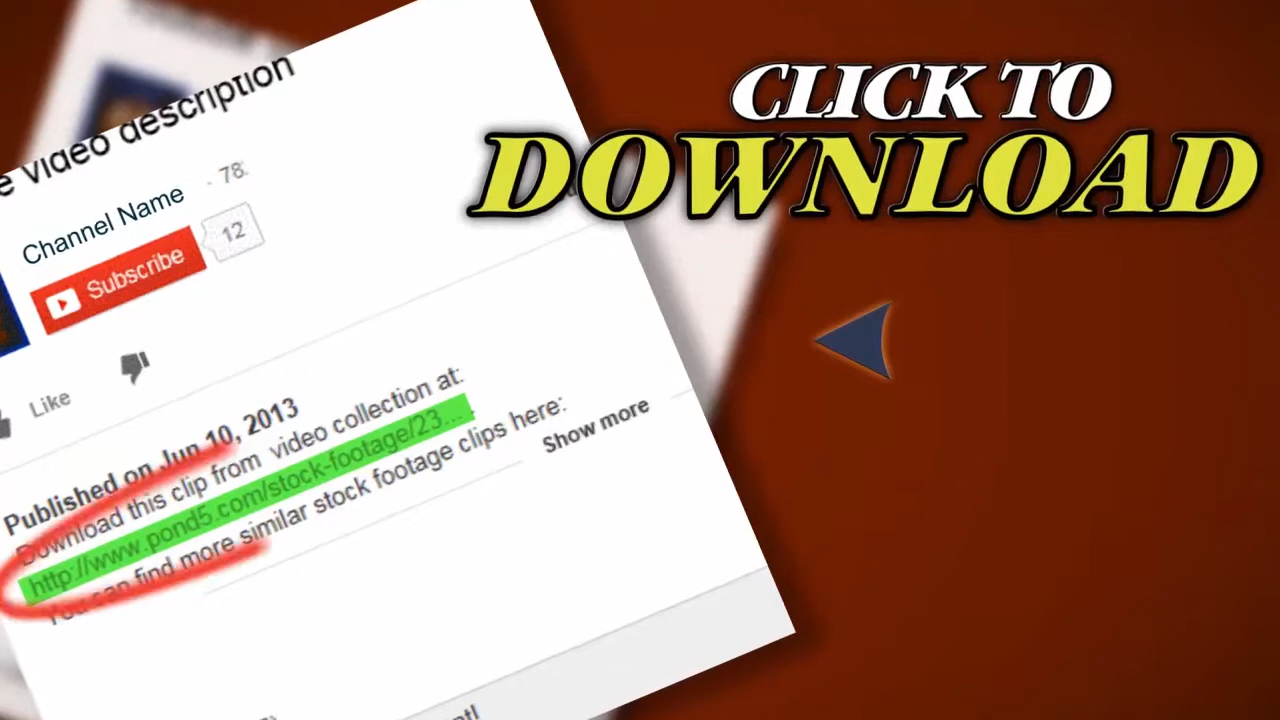 CLICK TO
DOWNLOAD
video description
Channel Name
Subscribe
12
Like
Published on Jun 10, 2013
Download this clip from video collection at:
http://www.pond5.com/stock-footage/23...
You can find more similar stock footage clips here:
Show more